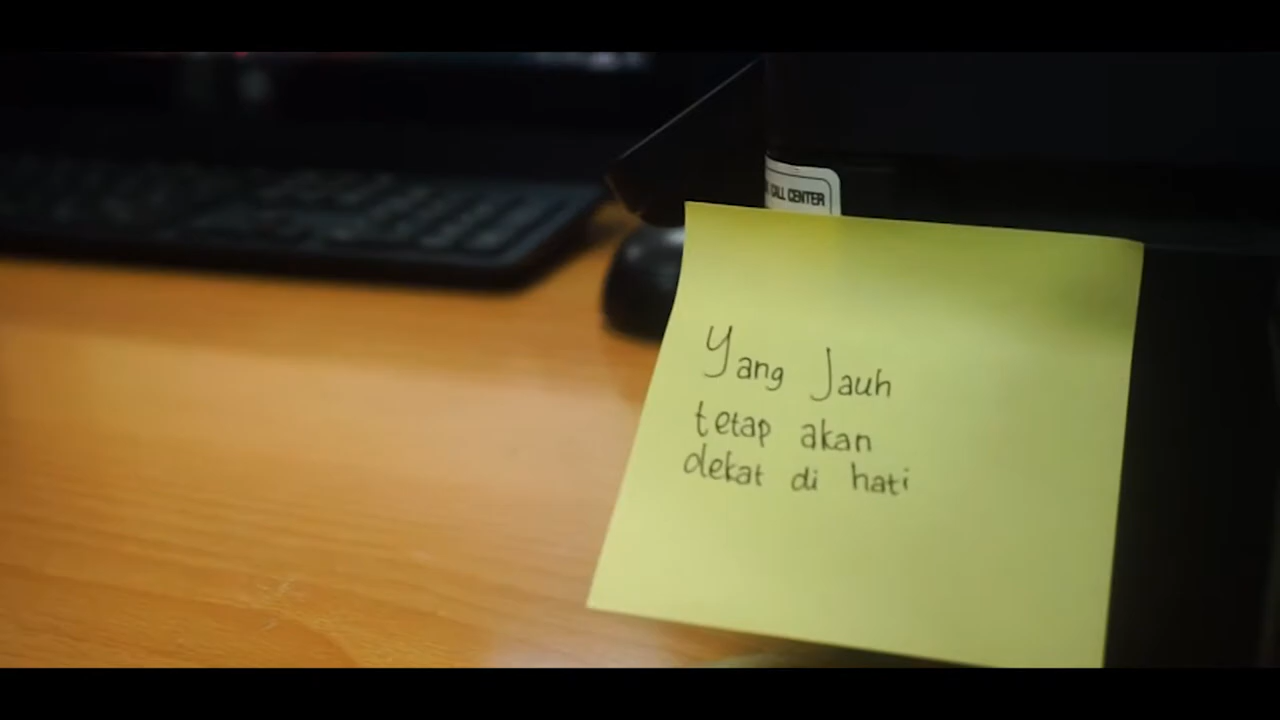 CALL CENTER
Yang Jauh
tetap akan
dekat di hati